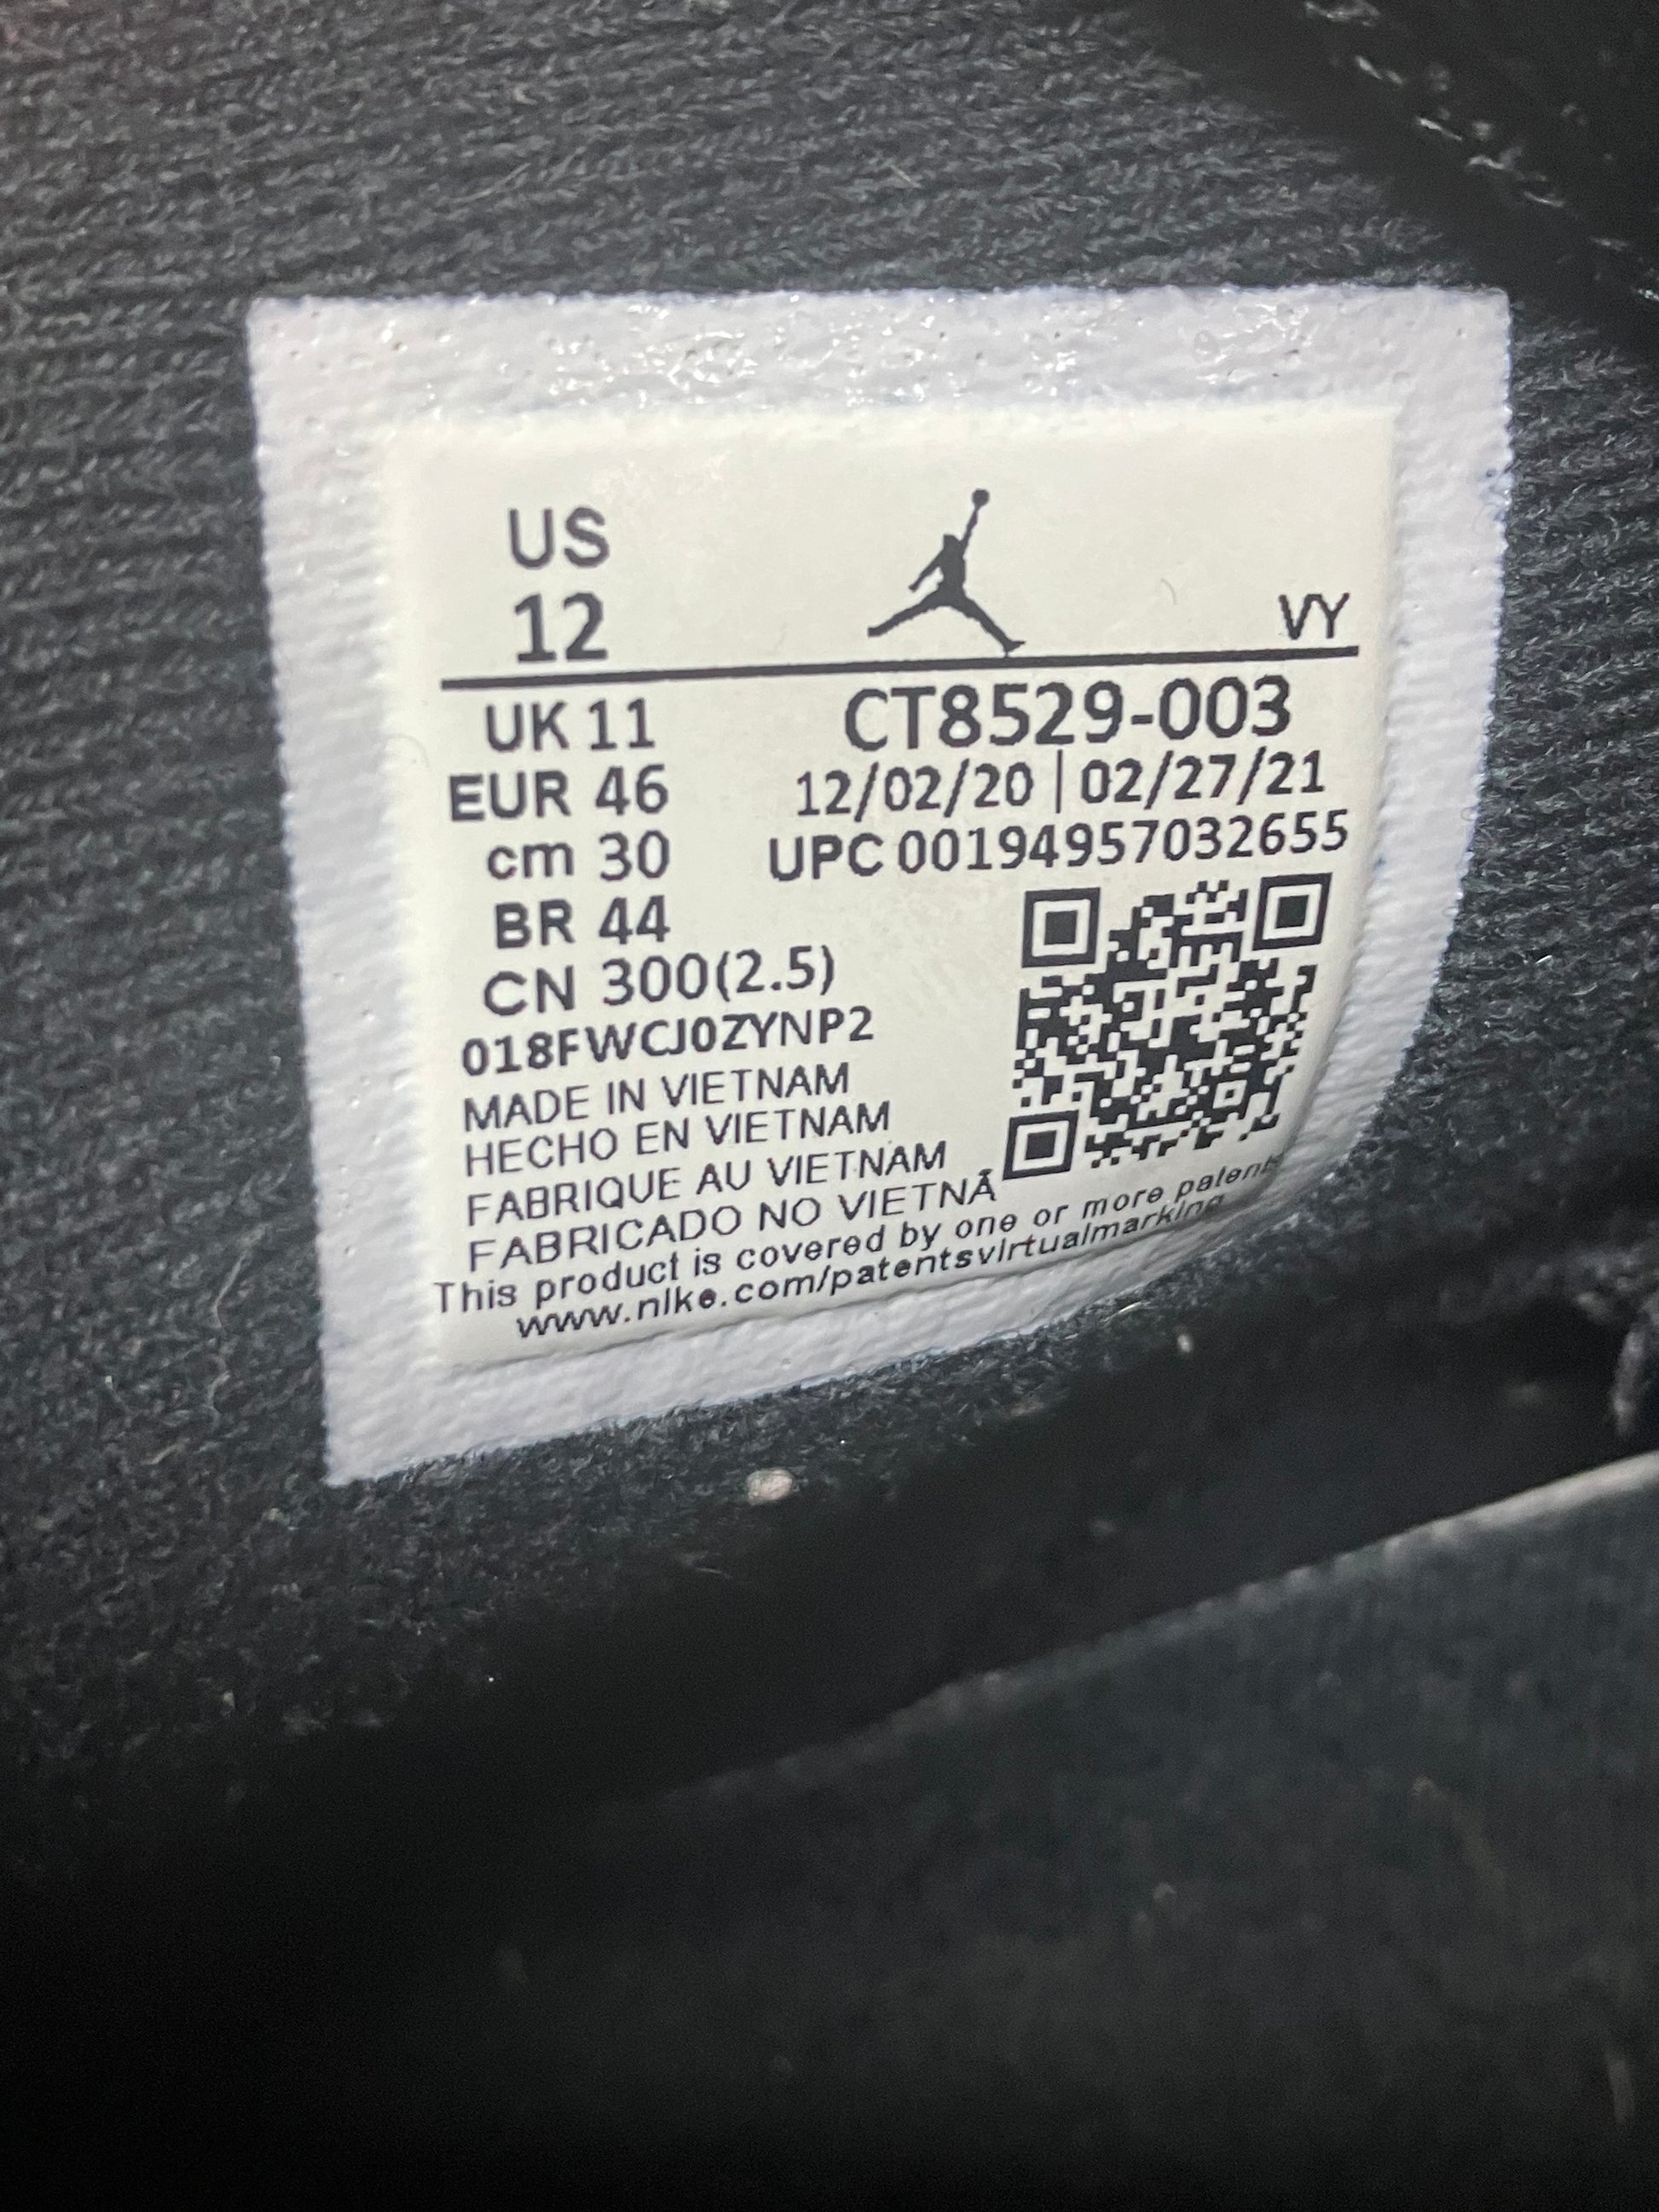 US
12
VY
UK 11
CT8529-003
EUR 46
12/02/20 | 02/27/21
cm 30
UPC 00194957032655
BR 44
CN 300(2.5)
018FWCJ0ZYNP2
MADE IN VIETNAM
HECHO EN VIETNAM
FABRIQUE AU VIETNAM
FABRICADO NO VIETNÃ
This product is covered by one or more patents
www.nike.com/patentsvirtualmarking